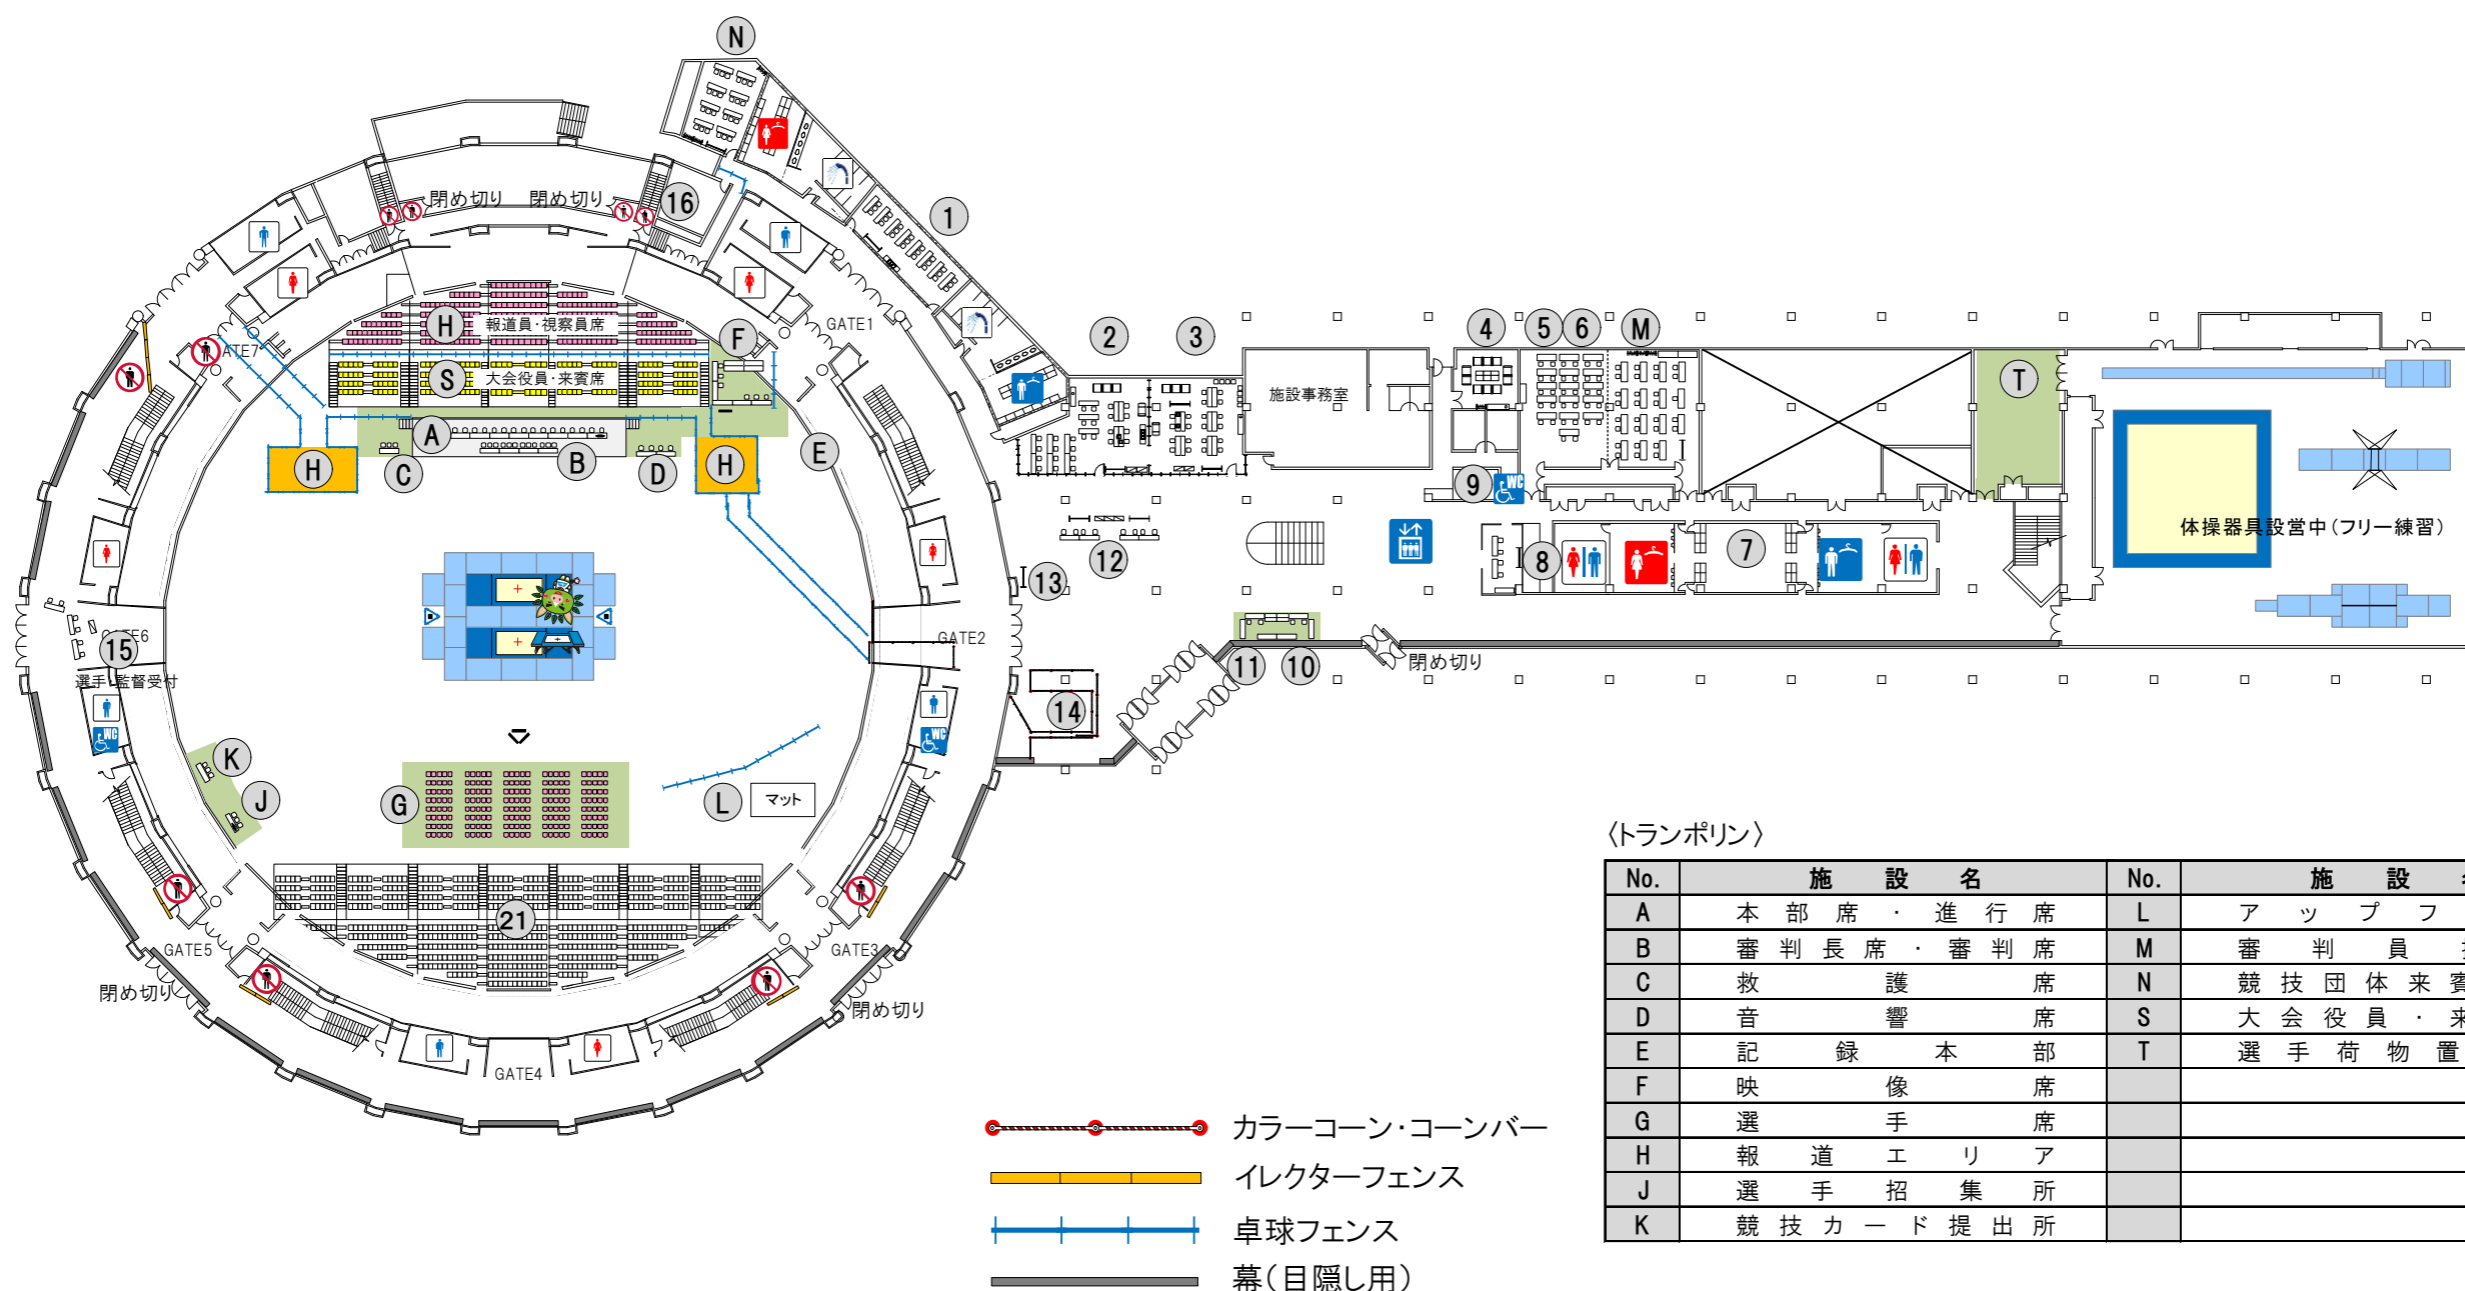 N
閉め切り
閉め切り
16
1
GATE1
H
報道員・視察員席
F
2
3
4
5
6
M
ATE7
S
大会役員・来賓席
施設事務室
T
A
B
C
D
H
H
E
9
WC
体操器具設営中(フリー練習)
12
8
7
13
GATE6
15
GATE2
選手・監督受付
11
10
閉め切り
14
WC
WC
K
J
G
L
マット
21
GATE5
GATE3
閉め切り
閉め切り
GATE4
〈トランポリン〉
No. 施設名 No. 施設
A 本部席・進行席 L アップフ
B 審判長席・審判席 M 審判員
C 救護席 N 競技団体来賓
D 音響席 S 大会役員・来
E 記録本部 T 選手荷物置
F 映像席
G 選手席
H 報道エリア
J 選手招集所
K 競技カード提出所
カラーコーン・コーンバー
イレクターフェンス
卓球フェンス
幕(目隠し用)